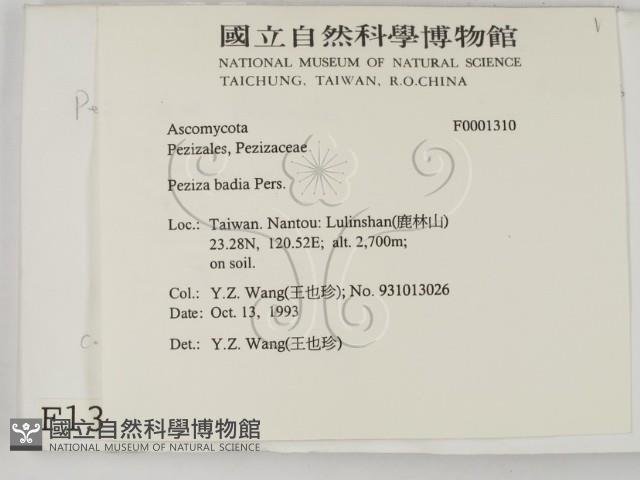 國立自然科學博物館
NATIONAL MUSEUM OF NATURAL SCIENCE
TAICHUNG, TAIWAN, R.O.CHINA
Ascomycota F0001310
Pezizales, Pezizaceae
Peziza badia Pers.
Loc.: Taiwan. Nantou: Lulinshan(鹿林山)
23.28N, 120.52E; alt. 2,700m;
on soil.
Col.: Y.Z. Wang(王也珍); No. 931013026
Date: Oct. 13, 1993
Det.: Y.Z. Wang(王也珍)
Pe
F13
國立自然科學博物館
NATIONAL MUSEUM OF NATURAL SCIENCE